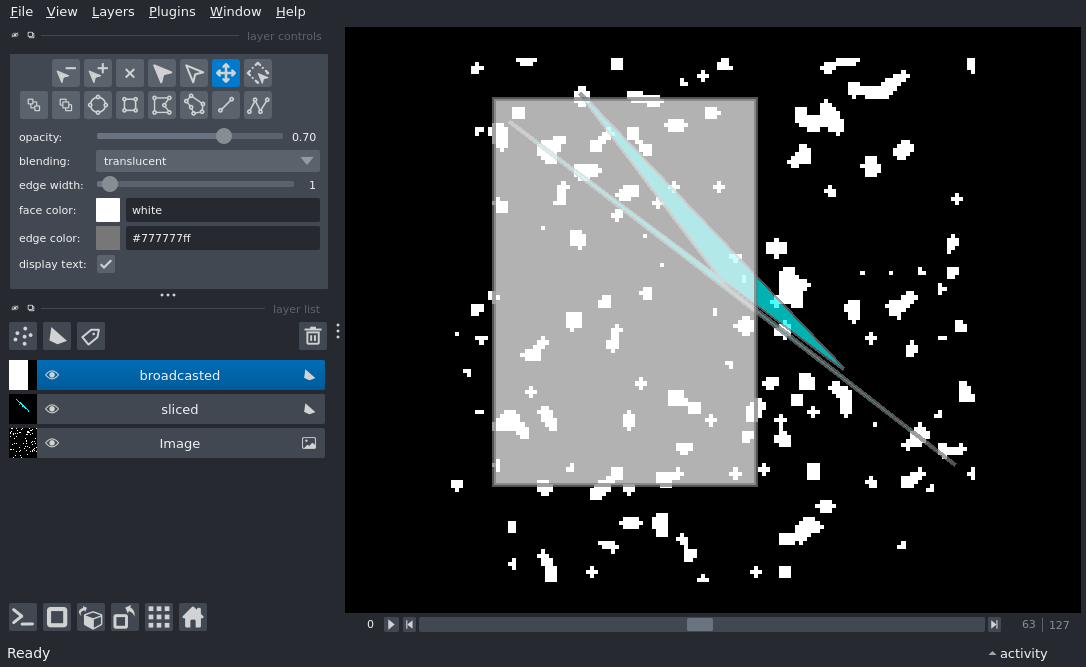 File View Layers Plugins Window Help
layer controls
opacity: 0.70
blending: translucent
edge width: 1
face color: white
edge color: #777777ff
display text:
layer list
broadcasted
sliced
Image
0 63 127
Ready activity